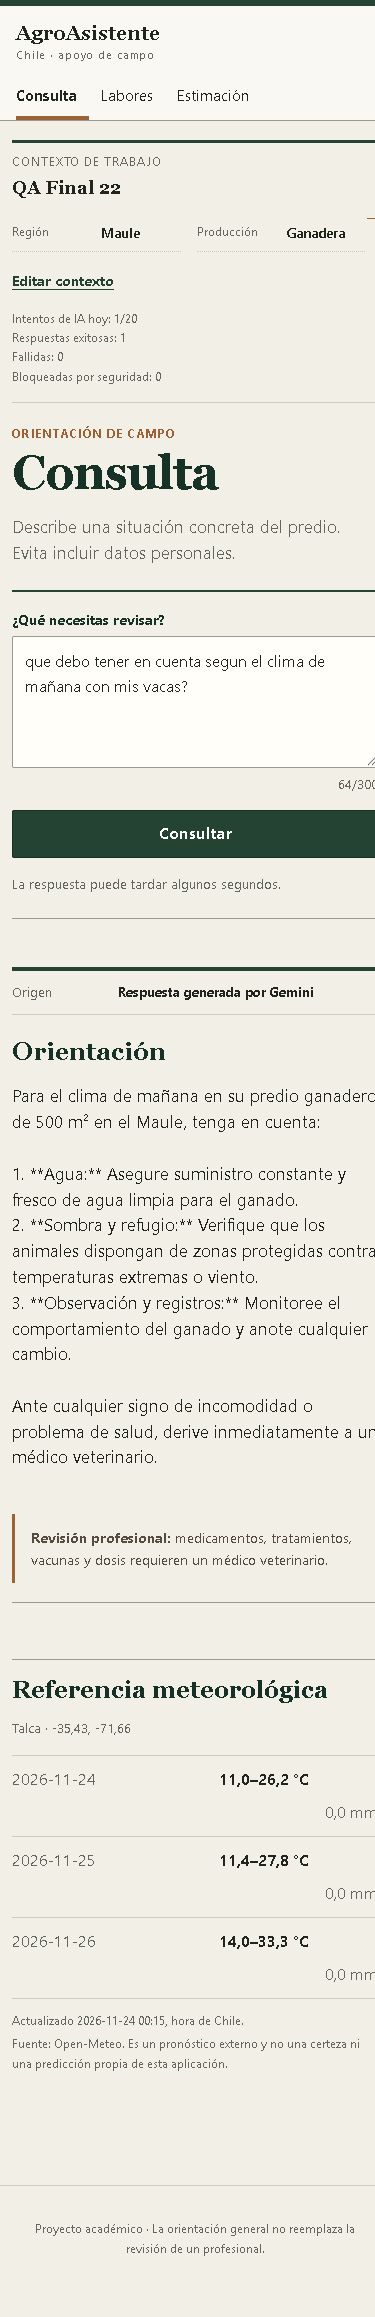 AgroAsistente
Chile · apoyo de campo
Consulta Labores Estimación
CONTEXTO DE TRABAJO
QA Final 22
Región Maule Producción Ganadera
Editar contexto
Intentos de IA hoy: 1/20
Respuestas exitosas: 1
Fallidas: 0
Bloqueadas por seguridad: 0
ORIENTACIÓN DE CAMPO
Consulta
Describe una situación concreta del predio.
Evita incluir datos personales.
¿Qué necesitas revisar?
que debo tener en cuenta segun el clima de
mañana con mis vacas?
64/300
Consultar
La respuesta puede tardar algunos segundos.
Origen Respuesta generada por Gemini
Orientación
Para el clima de mañana en su predio ganadero
de 500 m² en el Maule, tenga en cuenta:
1. **Agua:** Asegure suministro constante y
fresco de agua limpia para el ganado.
2. **Sombra y refugio:** Verifique que los
animales dispongan de zonas protegidas contra
temperaturas extremas o viento.
3. **Observación y registros:** Monitoree el
comportamiento del ganado y anote cualquier
cambio.
Ante cualquier signo de incomodidad o
problema de salud, derive inmediatamente a un
médico veterinario.
Revisión profesional: medicamentos, tratamientos,
vacunas y dosis requieren un médico veterinario.
Referencia meteorológica
Talca · -35,43, -71,66
2026-11-24 11,0–26,2 °C
0,0 mm
2026-11-25 11,4–27,8 °C
0,0 mm
2026-11-26 14,0–33,3 °C
0,0 mm
Actualizado 2026-11-24 00:15, hora de Chile.
Fuente: Open-Meteo. Es un pronóstico externo y no una certeza ni
una predicción propia de esta aplicación.
Proyecto académico · La orientación general no reemplaza la
revisión de un profesional.